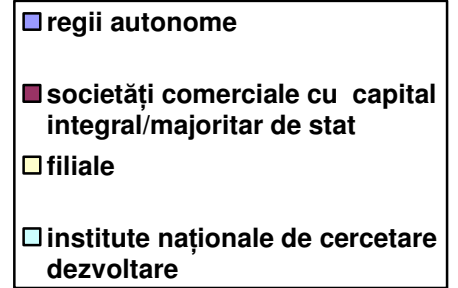 regii autonome
societăți comerciale cu capital
integral/majoritar de stat
filiale
institute naționale de cercetare
dezvoltare